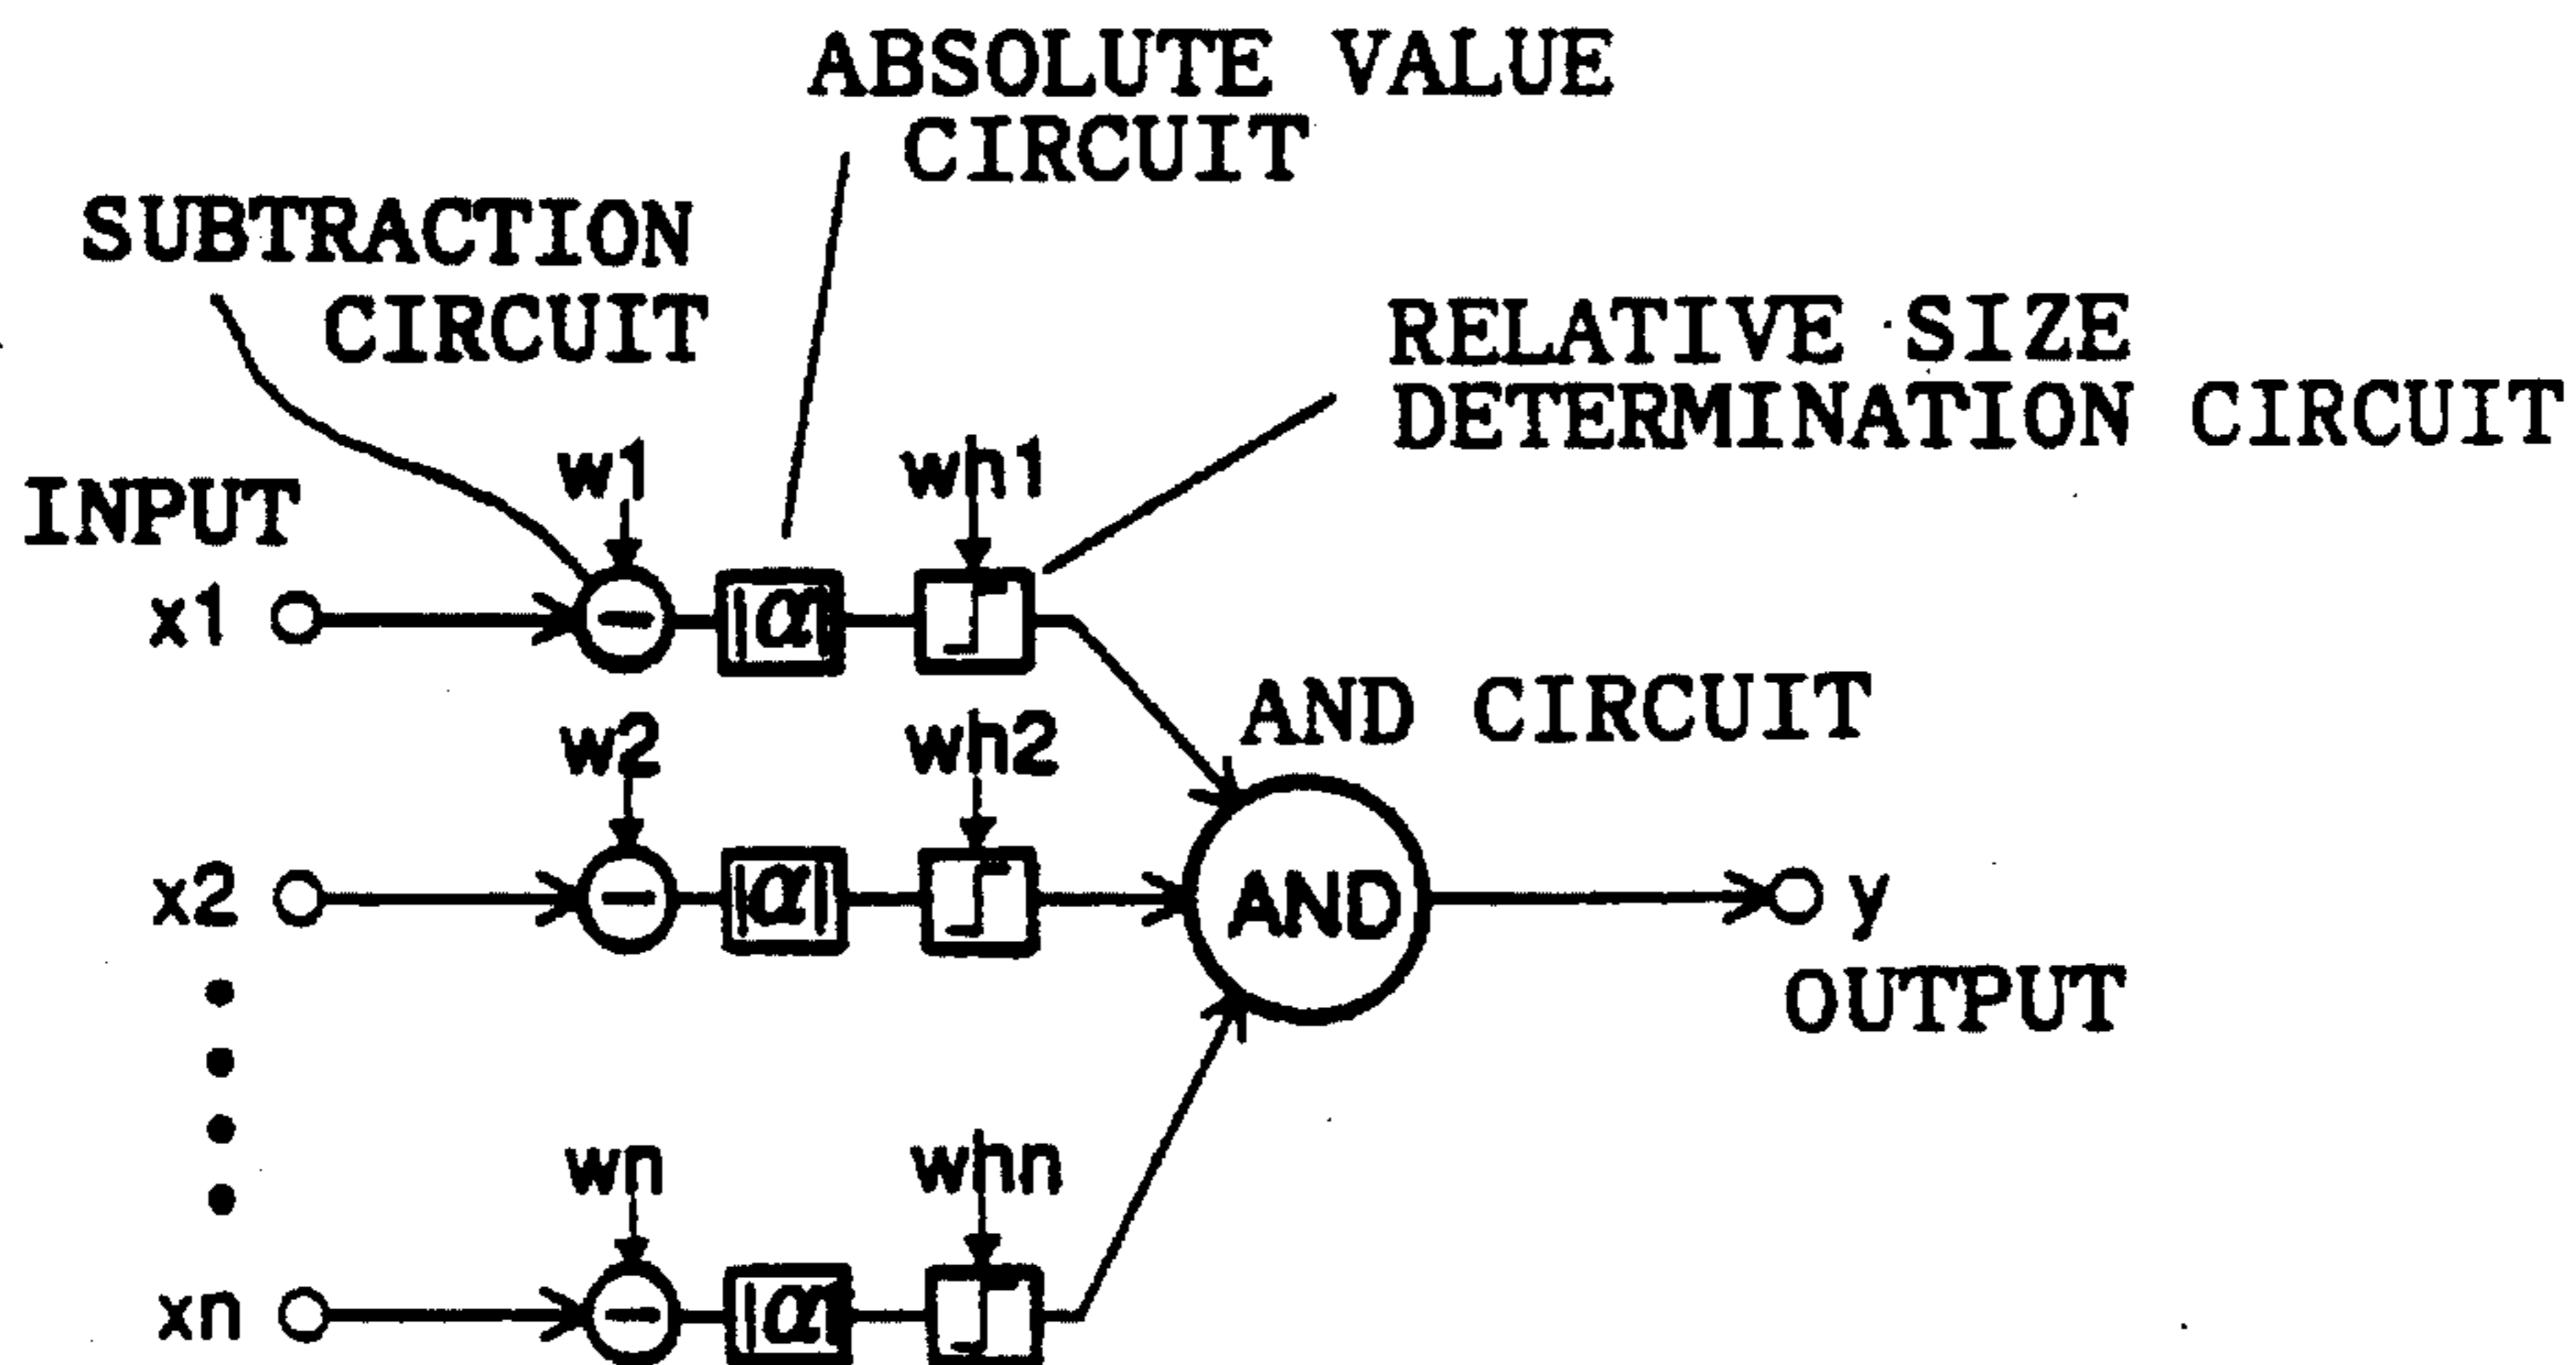 ABSOLUTE VALUE
CIRCUIT
SUBTRACTION
CIRCUIT
RELATIVE SIZE
DETERMINATION CIRCUIT
INPUT
w1
wh1
x1
|α|
AND CIRCUIT
w2
wh2
x2
|α|
AND
y
OUTPUT
wn
whn
xn
|α|